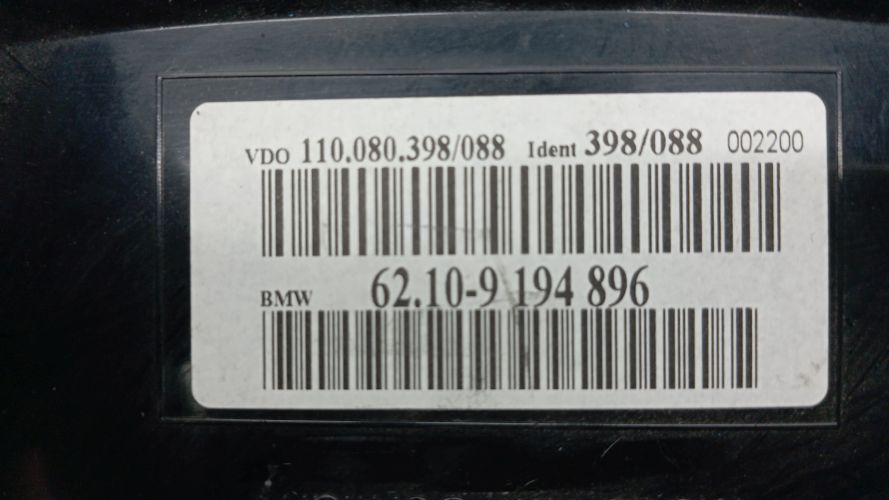 VDO 110.080.398/088 Ident 398/088 002200
BMW 62.10-9 194 896